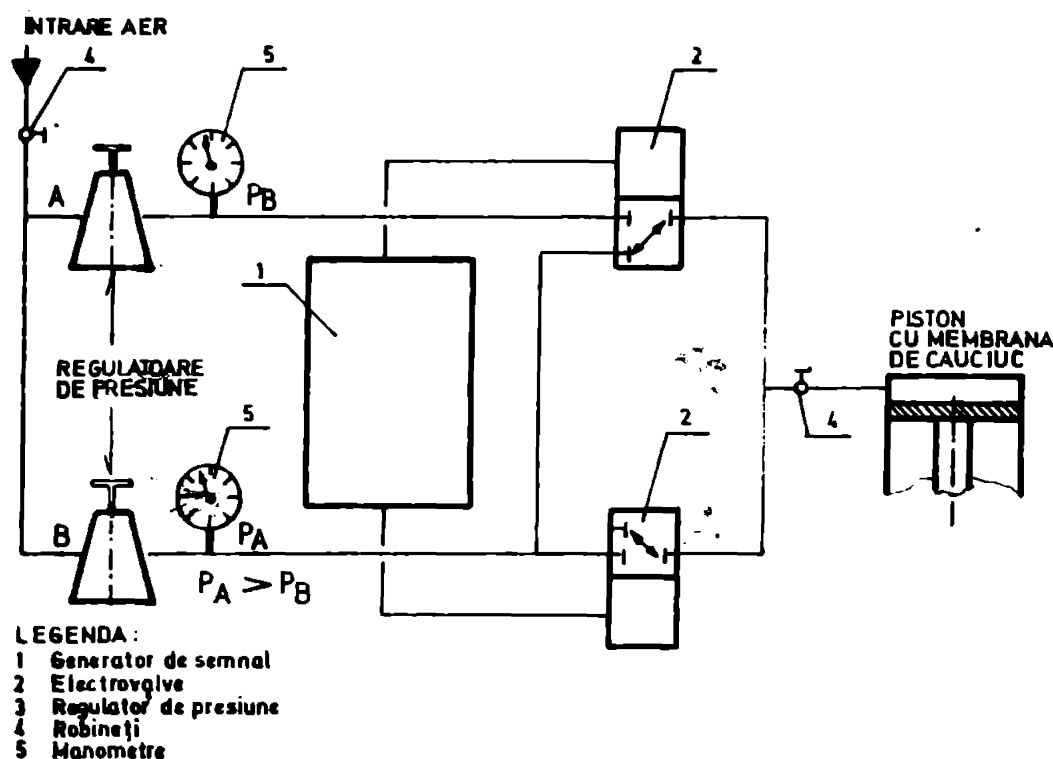 INTRARE AER
4
5
2
A
PB
1
PISTON
CU MEMBRANA
DE CAUCIUC
REGULATOARE
DE PRESIUNE
5
2
4
B
PA
PA > PB
LEGENDA :
1 Generator de semnal
2 Electrovalve
3 Regulator de presiune
4 Robineți
5 Manometre